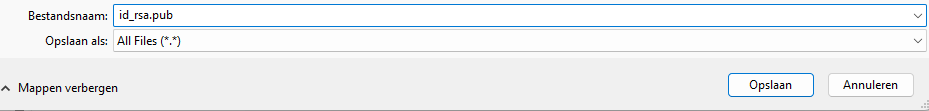 Bestandsnaam: id_rsa.pub
Opslaan als: All Files (*.*)
Mappen verbergen Opslaan Annuleren